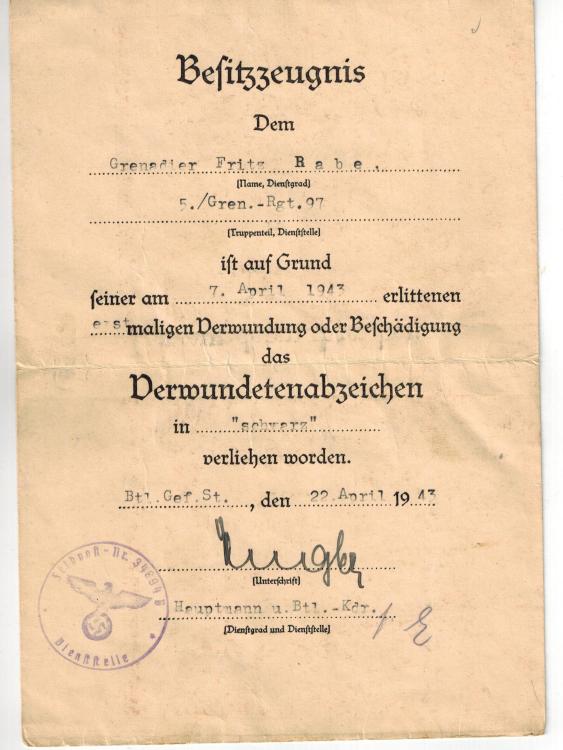 Besitzzeugnis
Dem
Grenadier Fritz Rabe,
(Name, Dienstgrad)
5./Gren.-Rgt.97
(Truppenteil, Dienststelle)
ist auf Grund
seiner am 7. April 1943 erlittenen
erstmaligen Verwundung oder Beschädigung
das
Verwundetenabzeichen
in "schwarz"
verliehen worden.
Btl.Gef.St., den 22.April 1943
(Unterschrift)
Hauptmann u.Btl.-Kdr.
(Dienstgrad und Dienststelle)
Feldpost-Nr.
Dienststelle